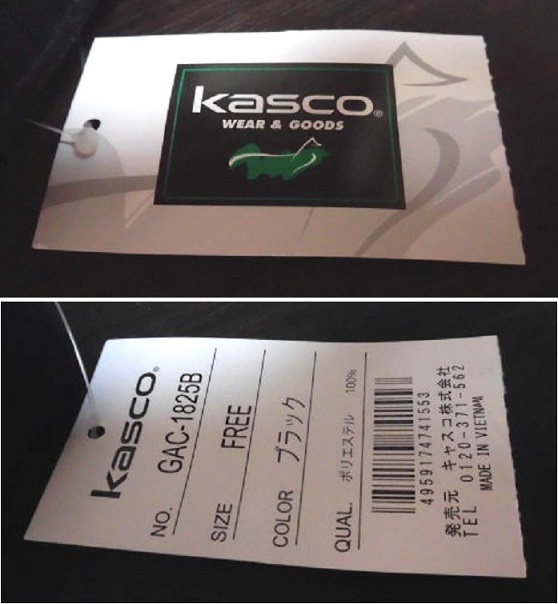 kasco®
WEAR & GOODS
kasco®
NO. GAC-1825B
SIZE FREE
COLOR ブラック
QUAL. ポリエステル 100%
4959174741553
発売元 キャスコ株式会社
TEL 0120-371-562
MADE IN VIETNAM